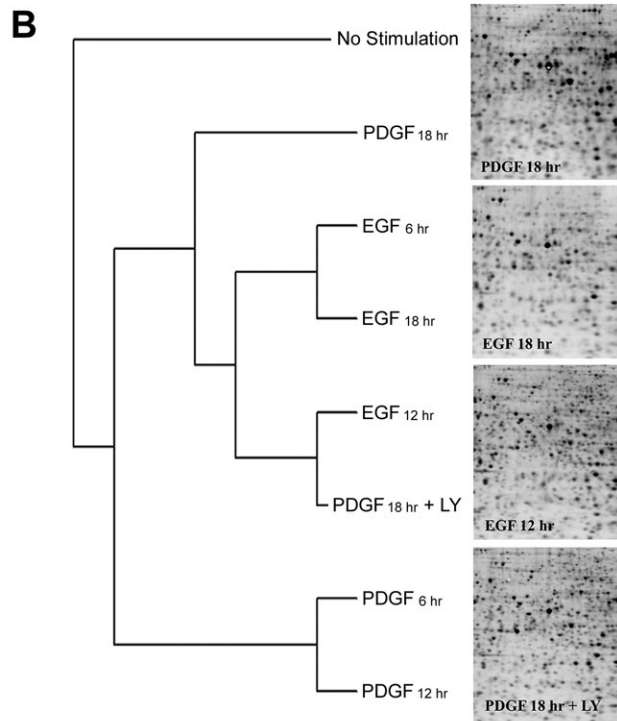 B
No Stimulation
PDGF 18 hr
EGF 6 hr
EGF 18 hr
EGF 12 hr
PDGF 18 hr + LY
PDGF 6 hr
PDGF 12 hr
PDGF 18 hr
EGF 18 hr
EGF 12 hr
PDGF 18 hr + LY